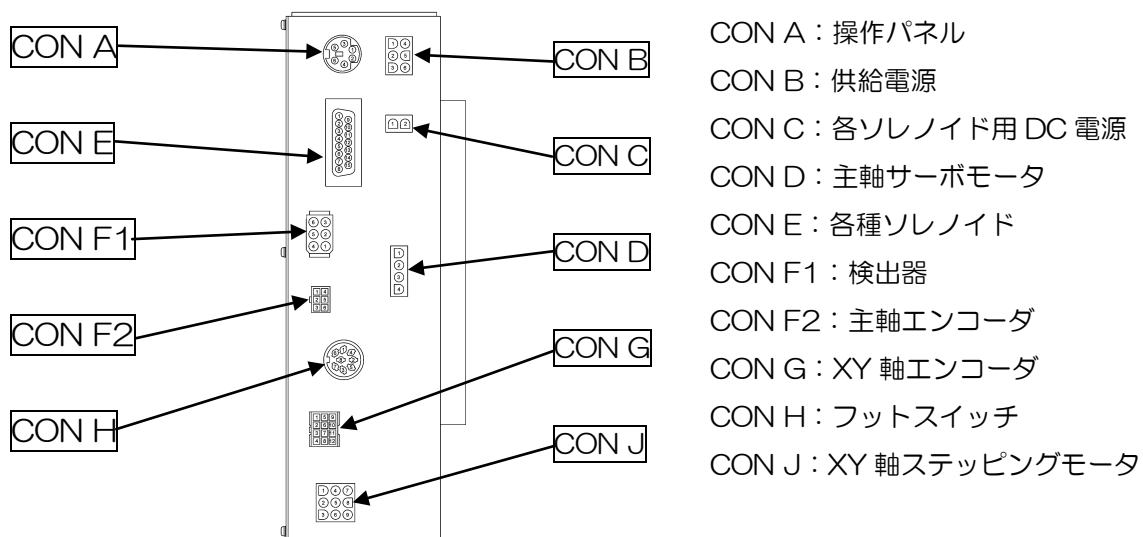 CON A
CON E
CON F1
CON F2
CON H
CON B
CON C
CON D
CON G
CON J
CON A：操作パネル
CON B：供給電源
CON C：各ソレノイド用 DC 電源
CON D：主軸サーボモータ
CON E：各種ソレノイド
CON F1：検出器
CON F2：主軸エンコーダ
CON G：XY 軸エンコーダ
CON H：フットスイッチ
CON J：XY 軸ステッピングモータ